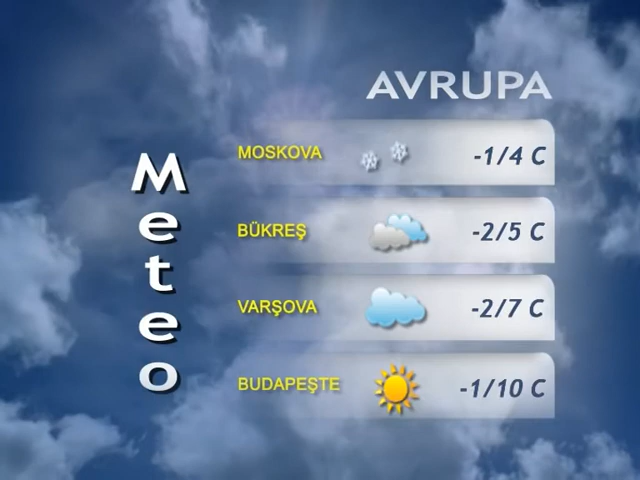 AVRUPA
Meteo
MOSKOVA -1/4 C
BÜKREŞ -2/5 C
VARŞOVA -2/7 C
BUDAPEŞTE -1/10 C